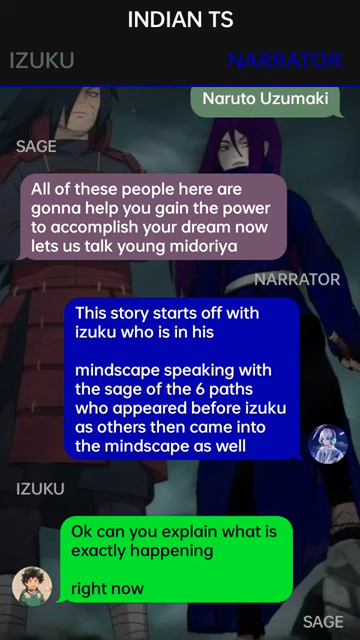 INDIAN TS
IZUKU
NARRATOR
Naruto Uzumaki
SAGE
All of these people here are
gonna help you gain the power
to accomplish your dream now
lets us talk young midoriya
NARRATOR
This story starts off with
izuku who is in his
mindscape speaking with
the sage of the 6 paths
who appeared before izuku
as others then came into
the mindscape as well
IZUKU
Ok can you explain what is
exactly happening
right now
SAGE